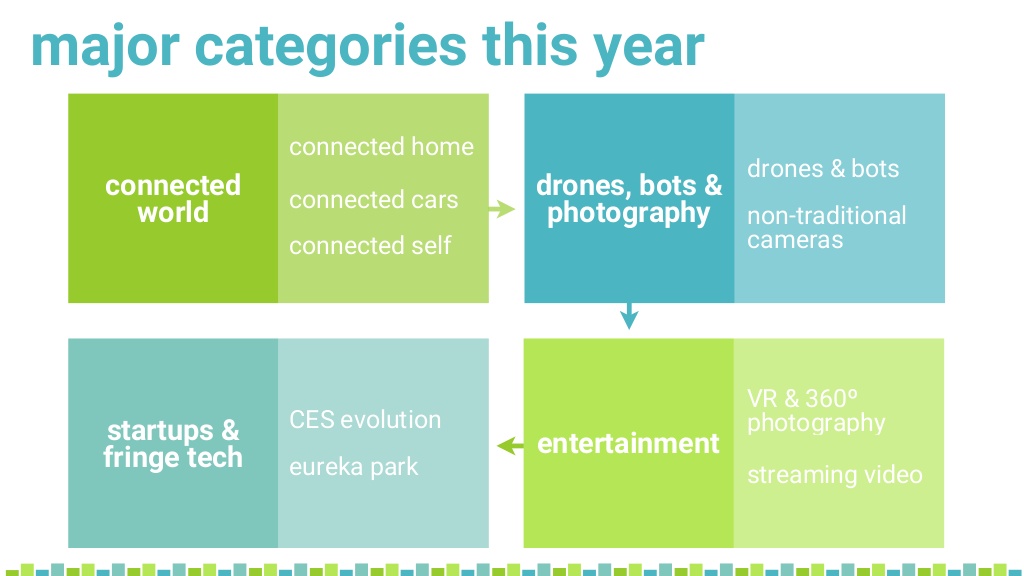 major categories this year
connected
world
connected home
connected cars
connected self
drones, bots &
photography
drones & bots
non-traditional
cameras
entertainment
VR & 360º
photography
streaming video
startups &
fringe tech
CES evolution
eureka park